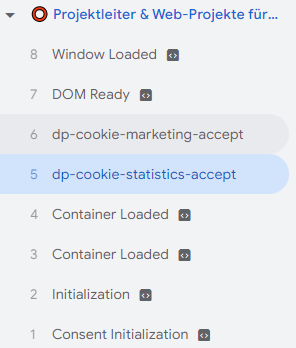 Projektleiter & Web-Projekte für...
8 Window Loaded
7 DOM Ready
6 dp-cookie-marketing-accept
5 dp-cookie-statistics-accept
4 Container Loaded
3 Container Loaded
2 Initialization
1 Consent Initialization